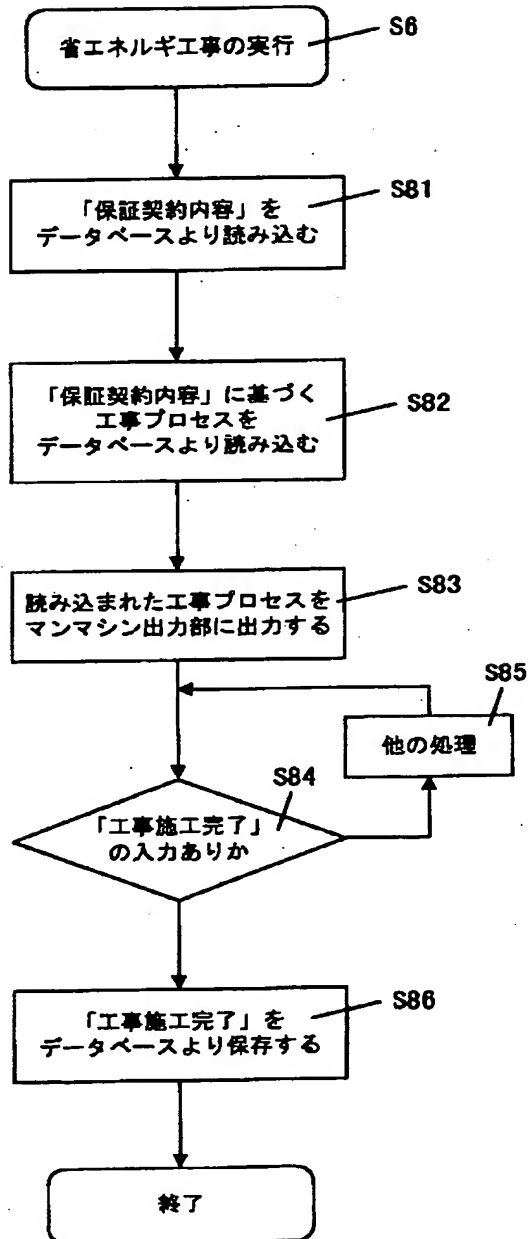 省エネルギ工事の実行
S6
「保証契約内容」を
データベースより読み込む
S81
「保証契約内容」に基づく
工事プロセスを
データベースより読み込む
S82
読み込まれた工事プロセスを
マンマシン出力部に出力する
S83
S85
他の処理
S84
「工事施工完了」
の入力ありか
「工事施工完了」を
データベースより保存する
S86
終了